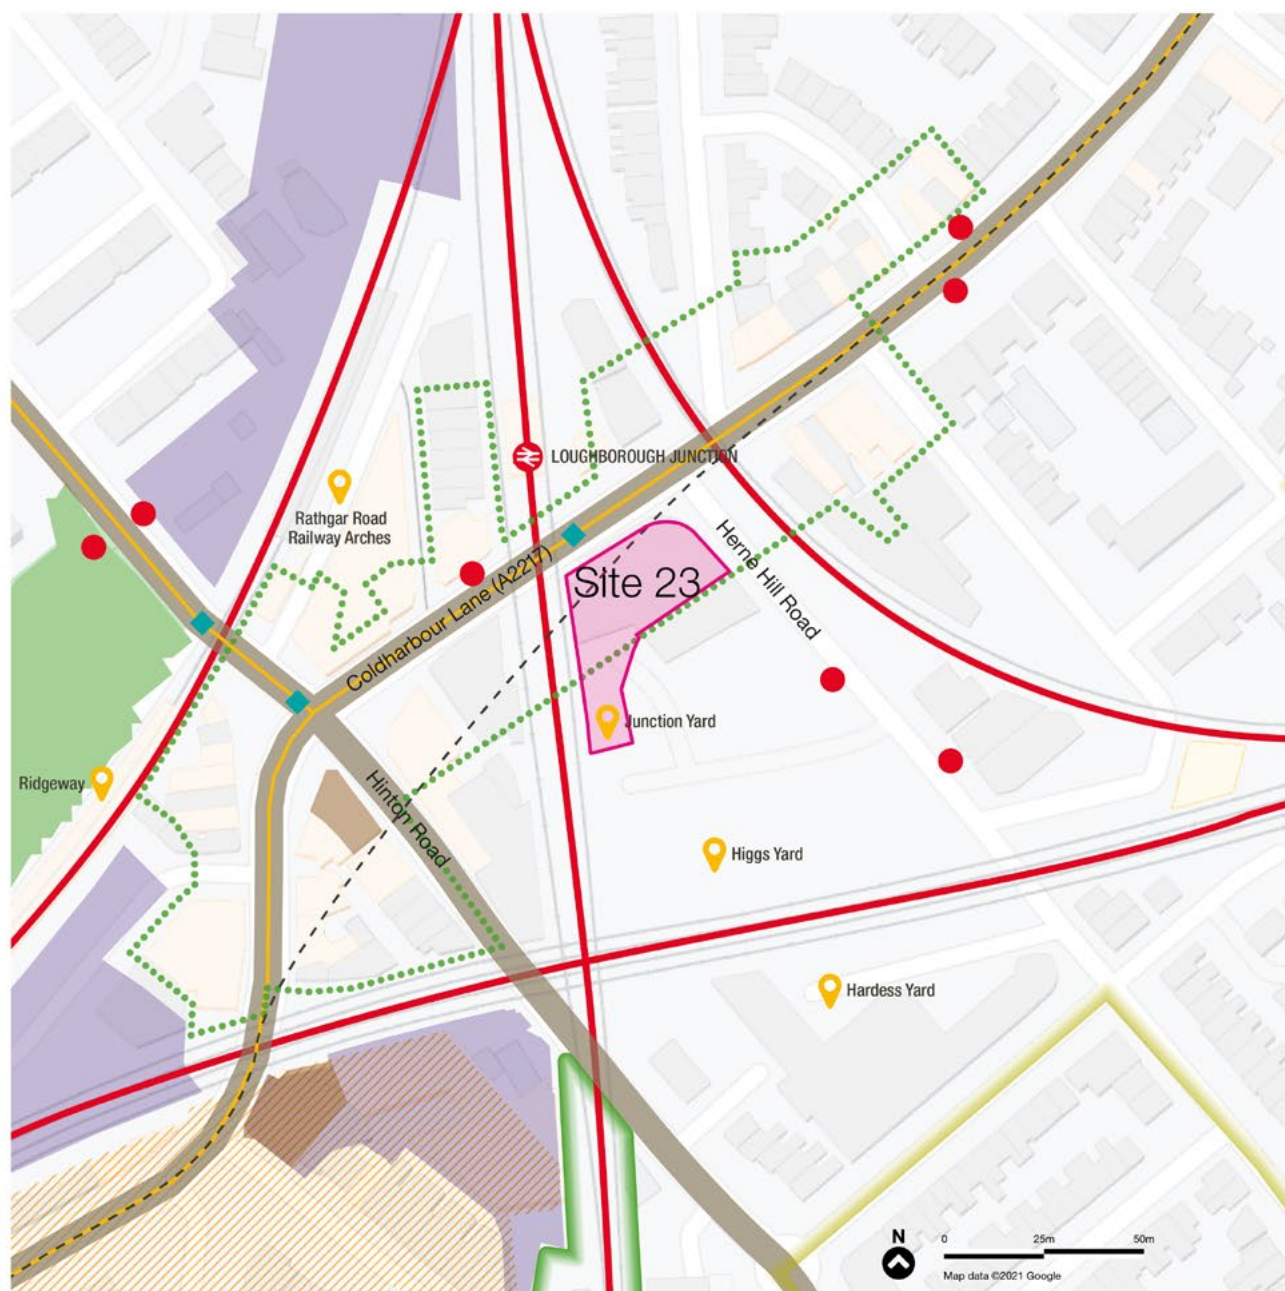 LOUGHBOROUGH JUNCTION
Rathgar Road
Railway Arches
Coldharbour Lane (A2217)
Site 23
Herne Hill Road
Junction Yard
Ridgeway
Hinton Road
Higgs Yard
Hardess Yard
N
0 25m 50m
Map data ©2021 Google